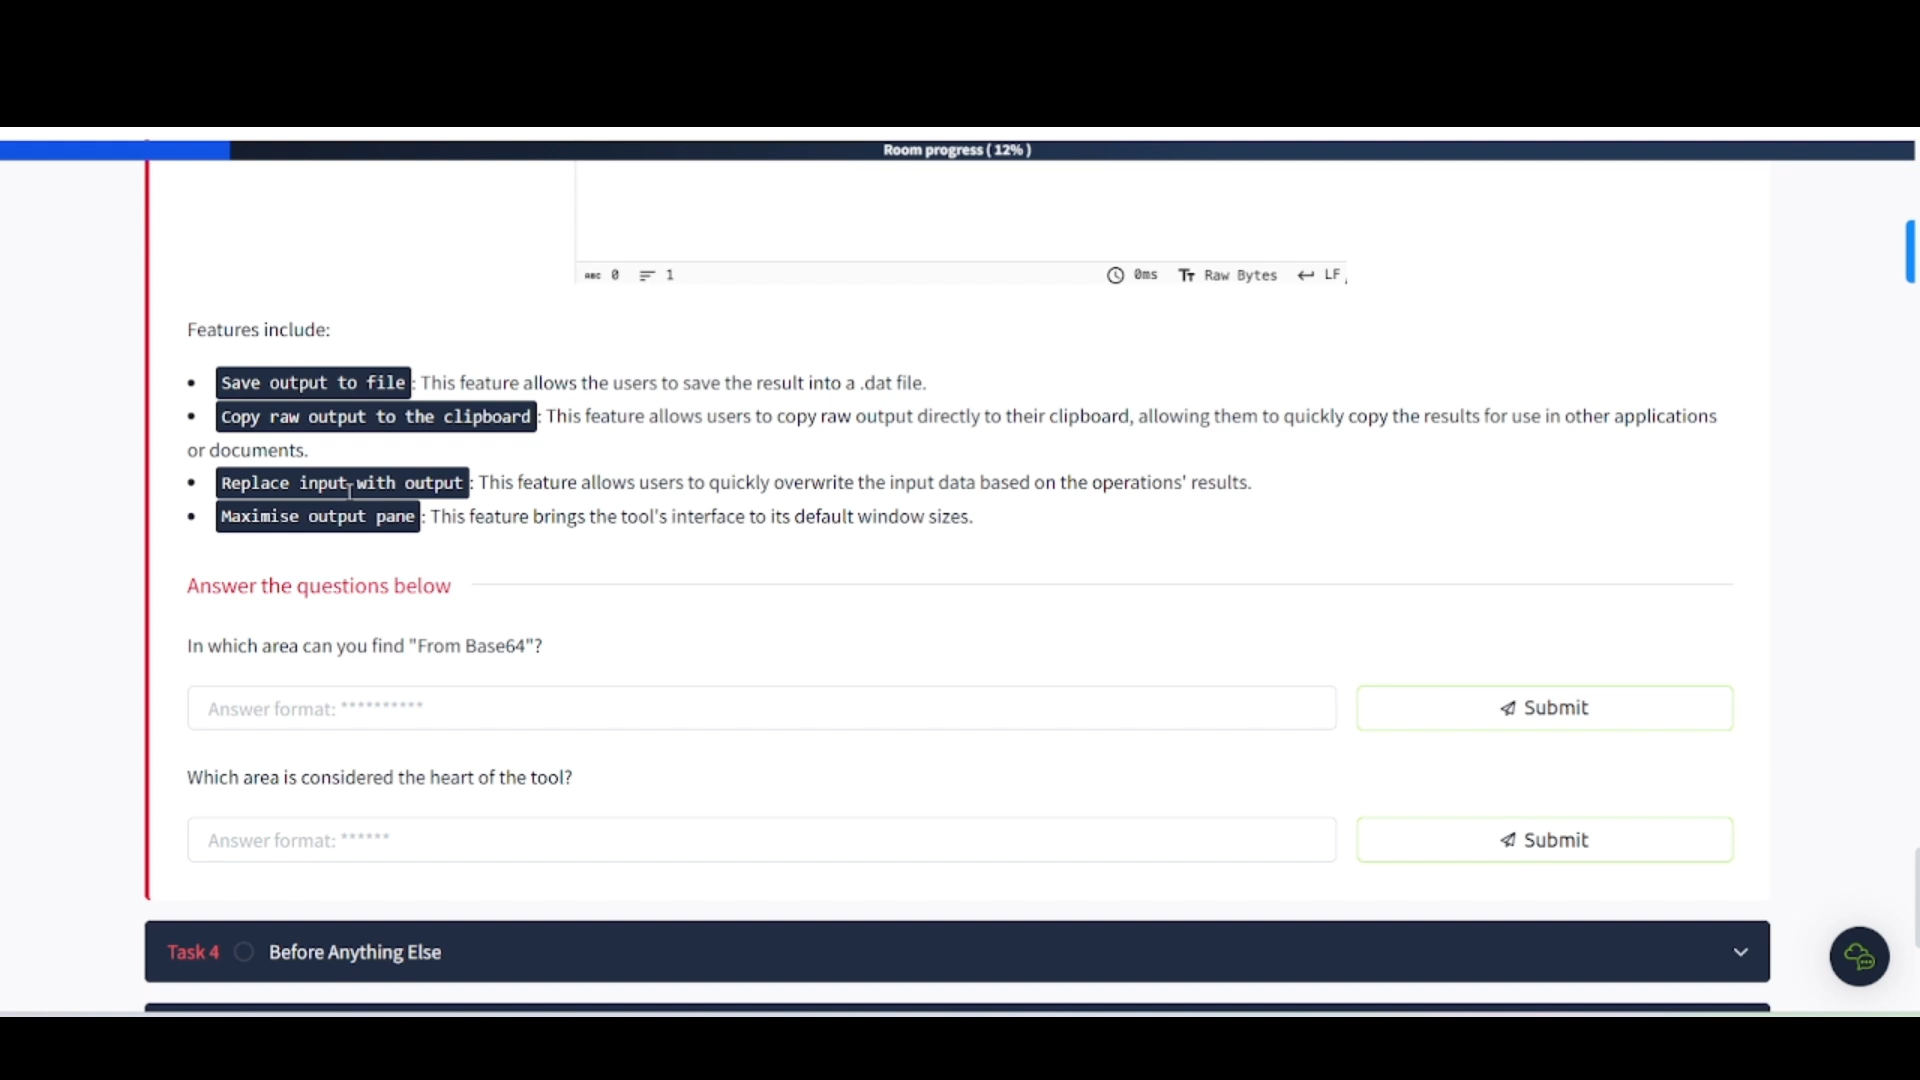 Room progress ( 12% )
ABC 0 1 0ms Tт Raw Bytes LF
Features include:
• Save output to file: This feature allows the users to save the result into a .dat file.
• Copy raw output to the clipboard: This feature allows users to copy raw output directly to their clipboard, allowing them to quickly copy the results for use in other applications
or documents.
• Replace input with output: This feature allows users to quickly overwrite the input data based on the operations' results.
• Maximise output pane: This feature brings the tool's interface to its default window sizes.
Answer the questions below
In which area can you find "From Base64"?
Answer format: **********
Submit
Which area is considered the heart of the tool?
Answer format: ******
Submit
Task 4 Before Anything Else